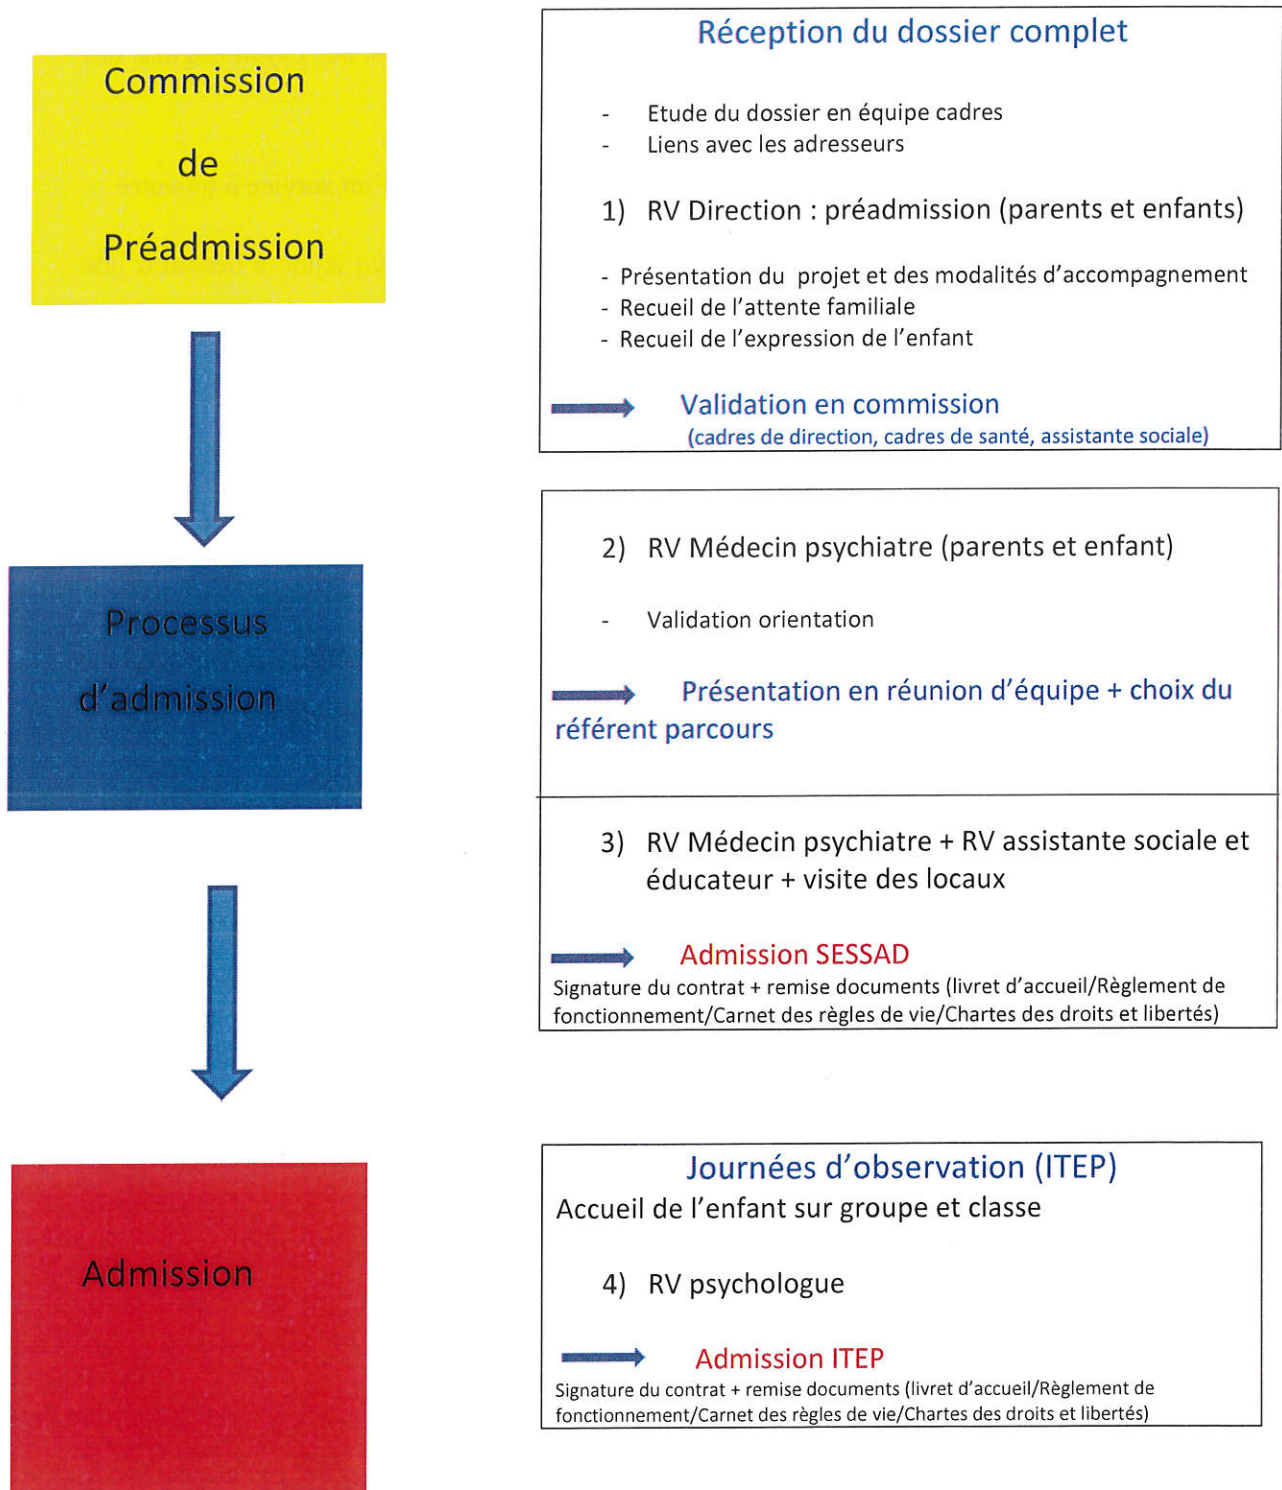 Commission
de
Préadmission
Réception du dossier complet
- Etude du dossier en équipe cadres
- Liens avec les adresseurs
1) RV Direction : préadmission (parents et enfants)
- Présentation du projet et des modalités d'accompagnement
- Recueil de l'attente familiale
- Recueil de l'expression de l'enfant
Validation en commission
(cadres de direction, cadres de santé, assistante sociale)
Processus
d'admission
2) RV Médecin psychiatre (parents et enfant)
- Validation orientation
Présentation en réunion d'équipe + choix du
référent parcours
3) RV Médecin psychiatre + RV assistante sociale et
éducateur + visite des locaux
Admission SESSAD
Signature du contrat + remise documents (livret d'accueil/Règlement de
fonctionnement/Carnet des règles de vie/Chartes des droits et libertés)
Admission
Journées d'observation (ITEP)
Accueil de l'enfant sur groupe et classe
4) RV psychologue
Admission ITEP
Signature du contrat + remise documents (livret d'accueil/Règlement de
fonctionnement/Carnet des règles de vie/Chartes des droits et libertés)